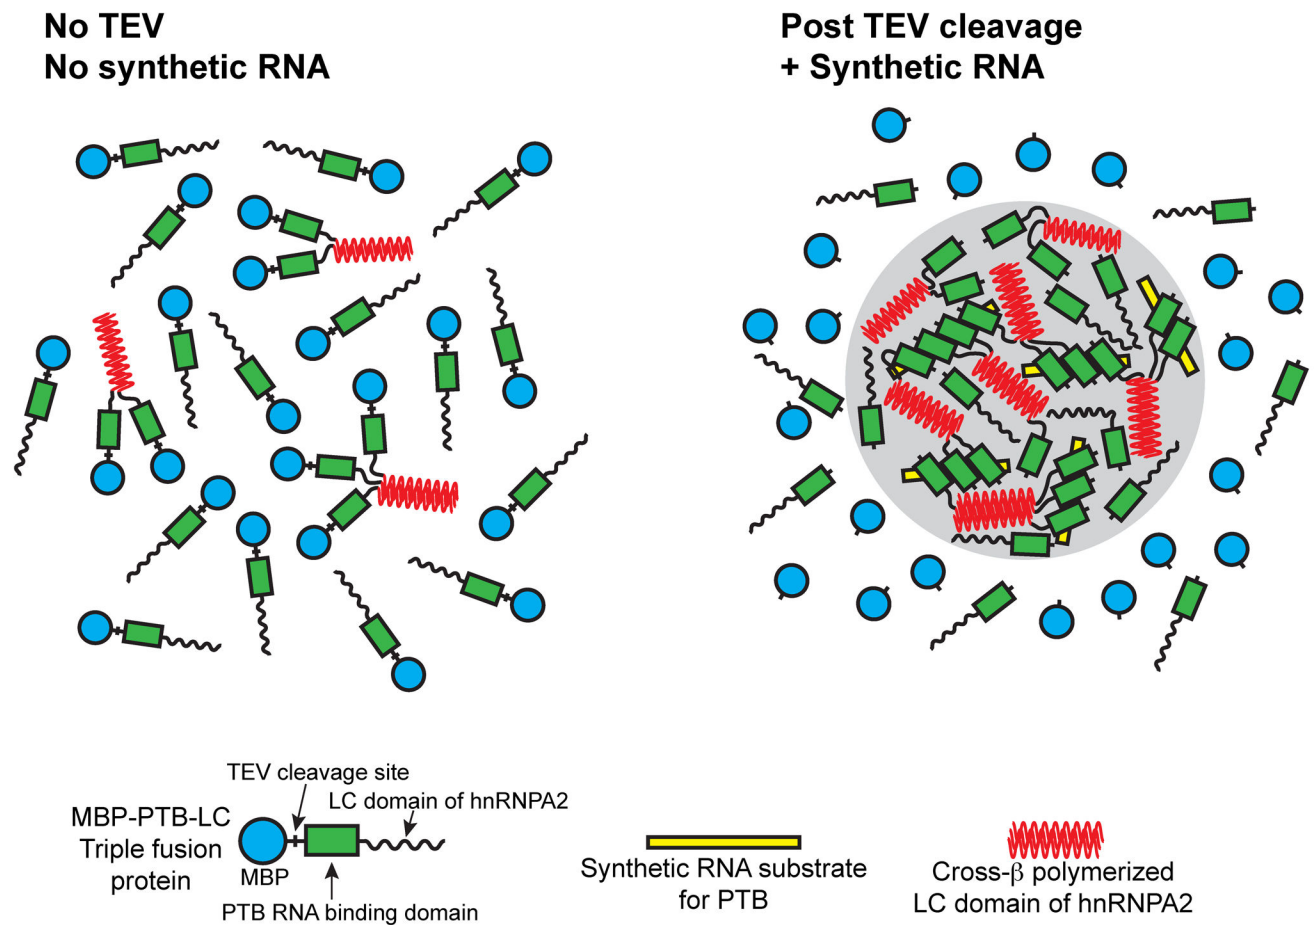 No TEV
No synthetic RNA
Post TEV cleavage
+ Synthetic RNA
TEV cleavage site
LC domain of hnRNPA2
MBP-PTB-LC
Triple fusion
protein
MBP
PTB RNA binding domain
Synthetic RNA substrate
for PTB
Cross-β polymerized
LC domain of hnRNPA2